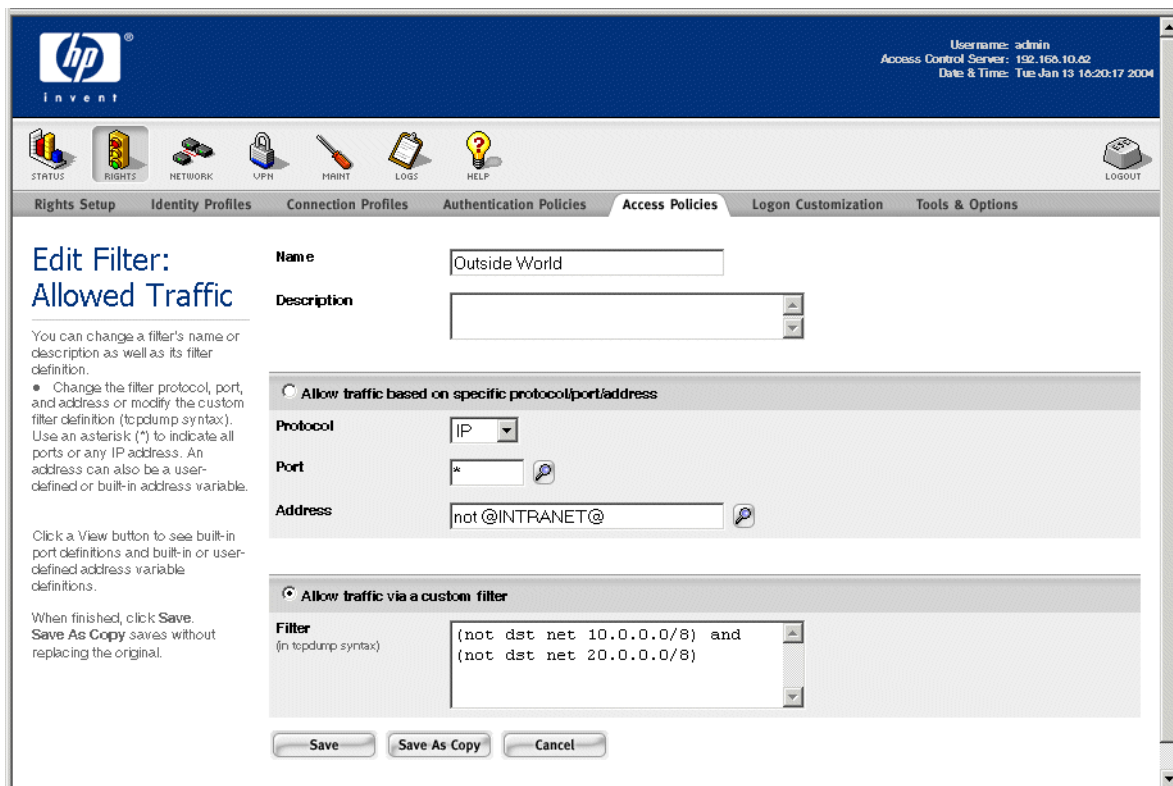 hp
®
invent
Username: admin
Access Control Server: 192.168.10.82
Date & Time: Tue Jan 13 18:20:17 2004
STATUS
RIGHTS
NETWORK
VPN
MAINT
LOGS
HELP
LOGOUT
Rights Setup
Identity Profiles
Connection Profiles
Authentication Policies
Access Policies
Logon Customization
Tools & Options
Edit Filter:
Allowed Traffic
You can change a filter's name or
description as well as its filter
definition.
● Change the filter protocol, port,
and address or modify the custom
filter definition (tcpdump syntax).
Use an asterisk (*) to indicate all
ports or any IP address. An
address can also be a user-
defined or built-in address variable.
Click a View button to see built-in
port definitions and built-in or user-
defined address variable
definitions.
When finished, click Save.
Save As Copy saves without
replacing the original.
Name
Outside World
Description
Allow traffic based on specific protocol/port/address
Protocol
IP
Port
*
Address
not @INTRANET@
Allow traffic via a custom filter
Filter
(in tcpdump syntax)
(not dst net 10.0.0.0/8) and
(not dst net 20.0.0.0/8)
Save
Save As Copy
Cancel